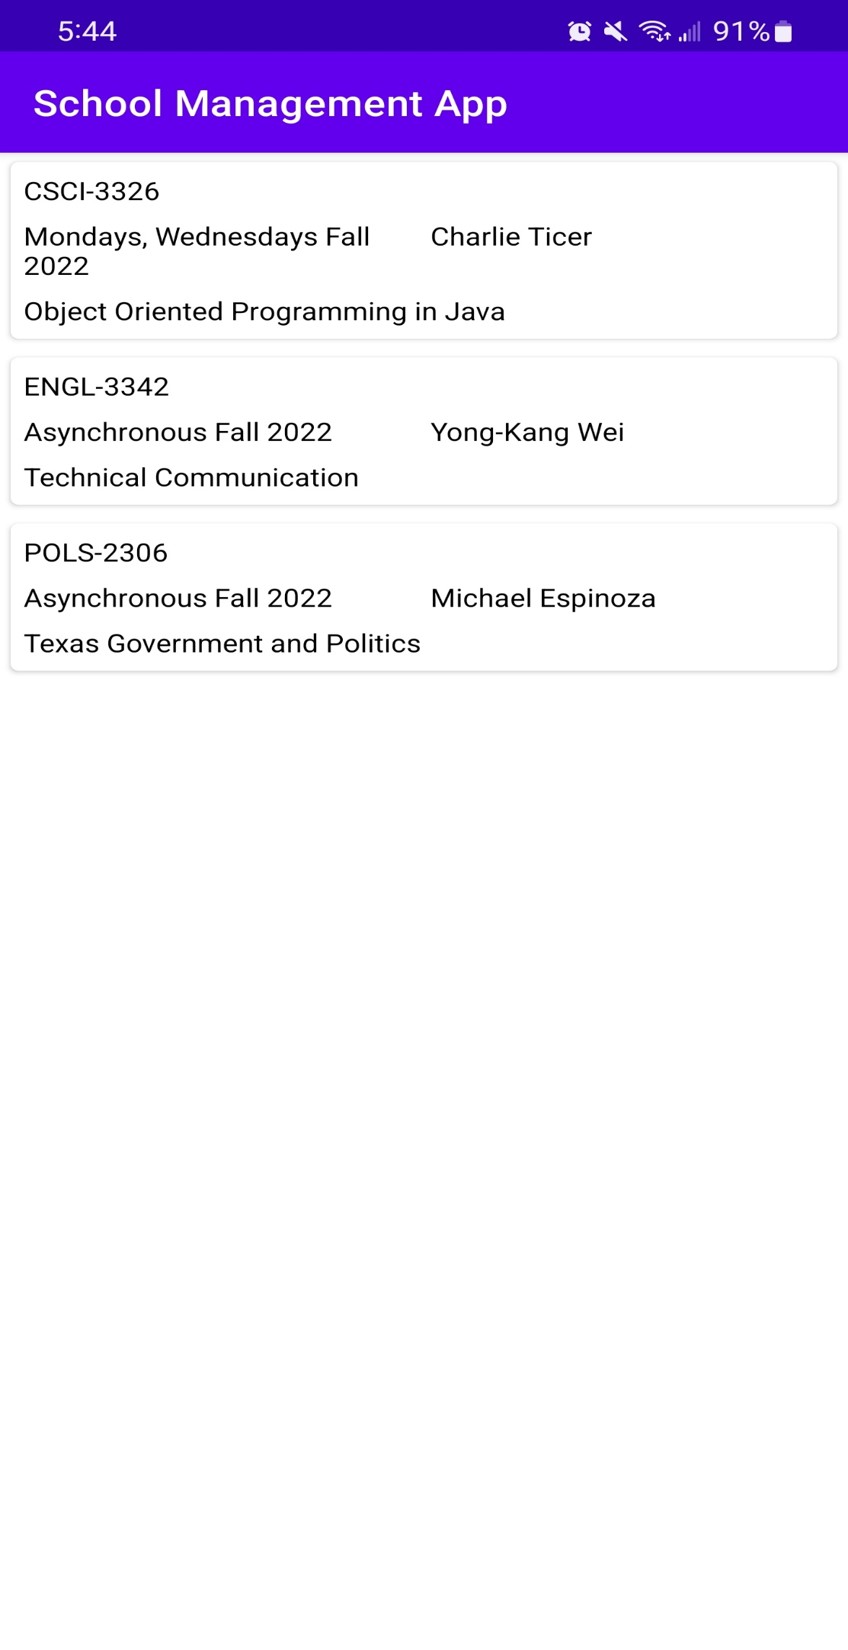 5:44 91%
School Management App
CSCI-3326
Mondays, Wednesdays Fall Charlie Ticer
2022
Object Oriented Programming in Java
ENGL-3342
Asynchronous Fall 2022 Yong-Kang Wei
Technical Communication
POLS-2306
Asynchronous Fall 2022 Michael Espinoza
Texas Government and Politics